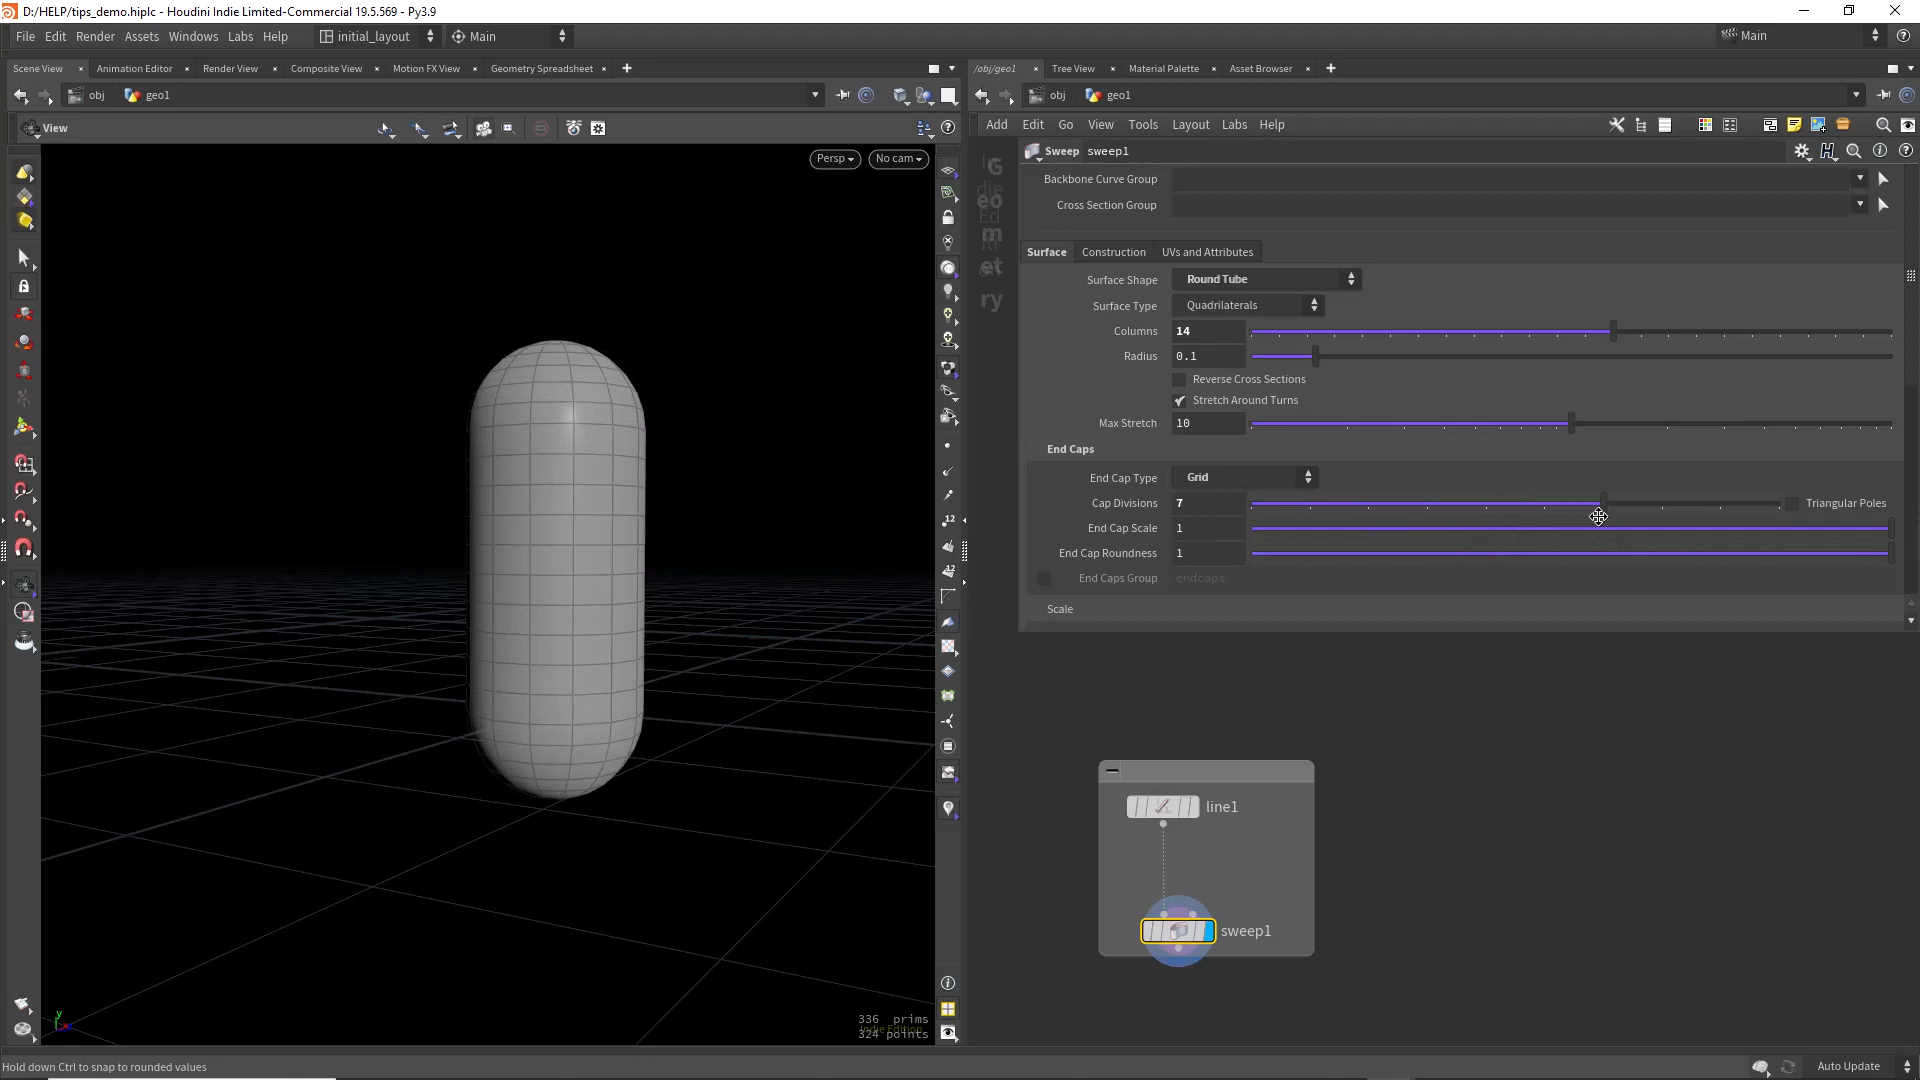 D:/HELP/tips_demo.hiplc - Houdini Indie Limited-Commercial 19.5.569 - Py3.9
File Edit Render Assets Windows Labs Help initial_layout Main Main
Scene View Animation Editor Render View Composite View Motion FX View Geometry Spreadsheet
/obj/geo1 Tree View Material Palette Asset Browser
obj geo1
obj geo1
View
Add Edit Go View Tools Layout Labs Help
Persp No cam
Sweep sweep1
Backbone Curve Group
Cross Section Group
Surface Construction UVs and Attributes
Surface Shape Round Tube
Surface Type Quadrilaterals
Columns 14
Radius 0.1
Reverse Cross Sections
Stretch Around Turns
Max Stretch 10
End Caps
End Cap Type Grid
Cap Divisions 7 Triangular Poles
End Cap Scale 1
End Cap Roundness 1
End Caps Group endcaps
Scale
Geometry
12
12
line1
sweep1
336 prims
324 points
Indie Edition
Hold down Ctrl to snap to rounded values
Auto Update